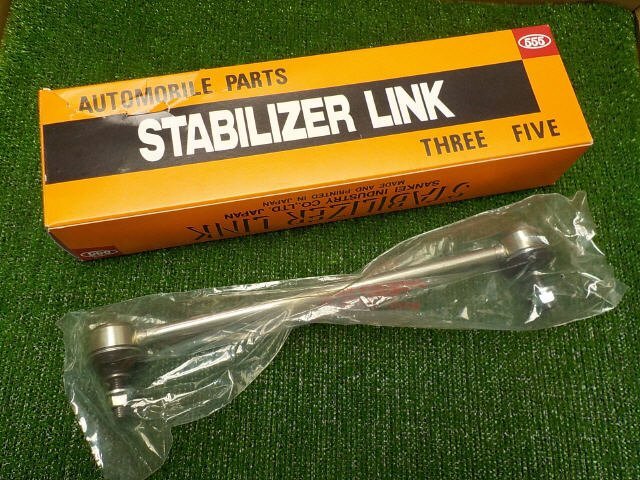 555
AUTOMOBILE PARTS
STABILIZER LINK
THREE FIVE
STABILIZER LINK
SANKEI INDUSTRY CO.,LTD. JAPAN
MADE AND PRINTED IN JAPAN
555